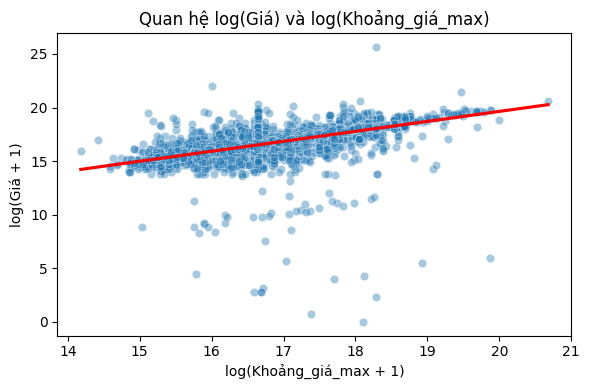 Quan hệ log(Giá) và log(Khoảng_giá_max)
25
20
15
10
5
0
log(Giá + 1)
14 15 16 17 18 19 20 21
log(Khoảng_giá_max + 1)